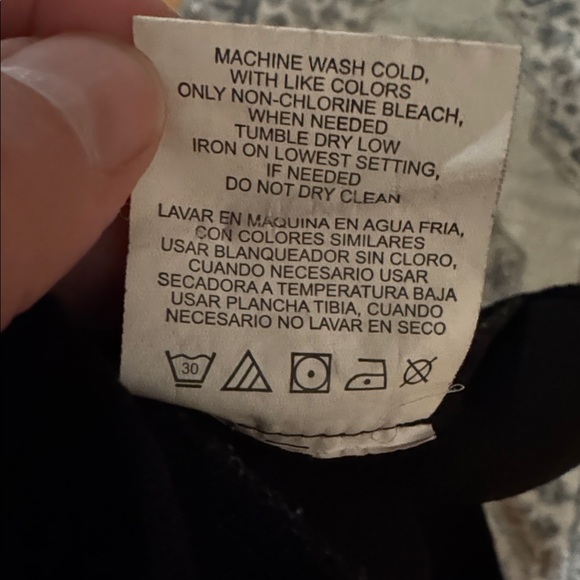 MACHINE WASH COLD,
WITH LIKE COLORS
ONLY NON-CHLORINE BLEACH,
WHEN NEEDED
TUMBLE DRY LOW
IRON ON LOWEST SETTING,
IF NEEDED
DO NOT DRY CLEAN
LAVAR EN MAQUINA EN AGUA FRIA,
CON COLORES SIMILARES
USAR BLANQUEADOR SIN CLORO,
CUANDO NECESARIO USAR
SECADORA A TEMPERATURA BAJA
USAR PLANCHA TIBIA, CUANDO
NECESARIO NO LAVAR EN SECO
30